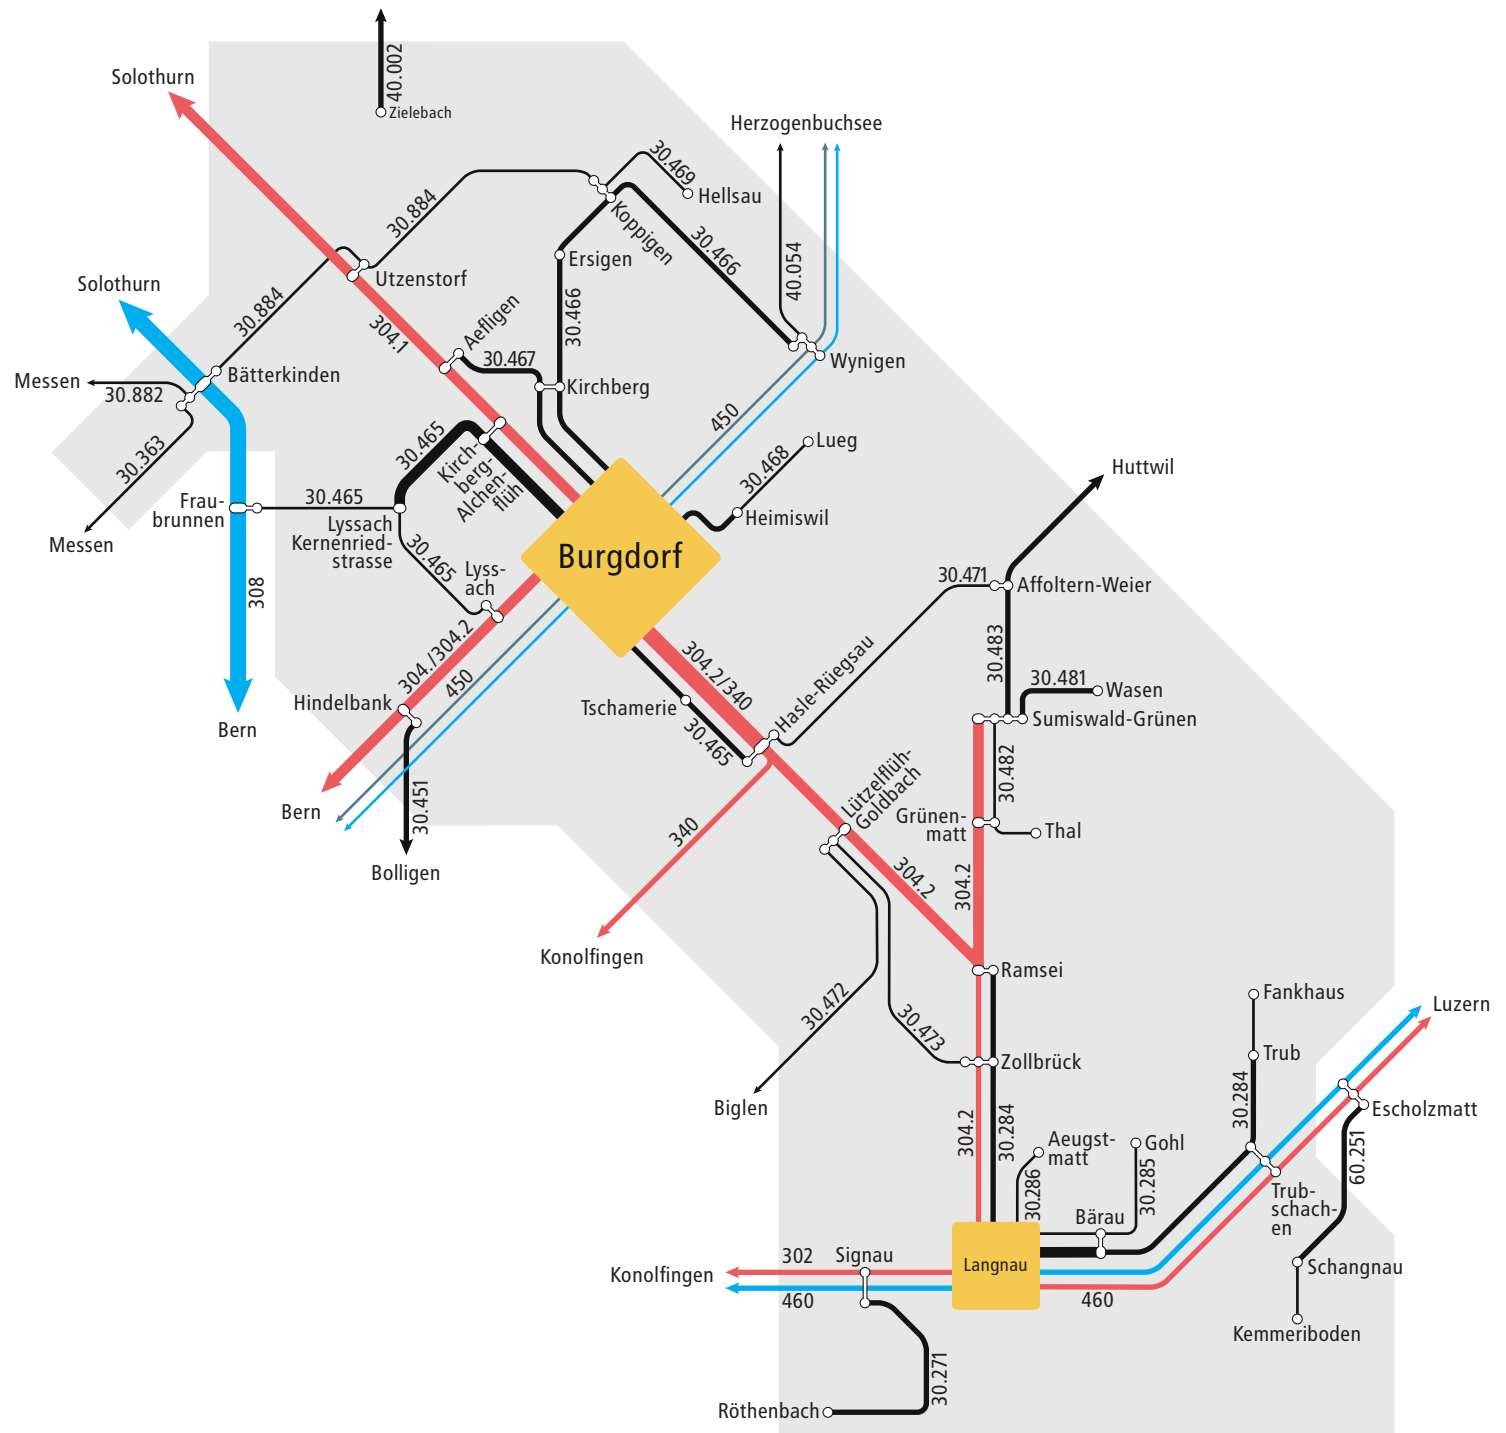 Solothurn
40.002
Zielebach
Herzogenbuchsee
30.469
Hellsau
30.884
Koppigen
30.466
40.054
Ersigen
Utzenstorf
Solothurn
30.884
304.1
Aefligen
30.466
30.467
Wynigen
Messen
30.882
Bätterkinden
Kirchberg
450
30.363
30.465
Kirch-
berg-
Alchen-
flüh
30.468
Lueg
Huttwil
Frau-
brunnen
30.465
Lyssach
Kernenried-
strasse
Heimiswil
Messen
Burgdorf
30.465
Lyss-
ach
308
30.471
Affoltern-Weier
304./304.2
450
304.2/340
Hasle-Rüegsau
30.483
30.481
Wasen
Hindelbank
Tschamerie
Sumiswald-Grünen
Bern
30.465
30.482
Lützelflüh-
Goldbach
Bern
30.451
340
Grünen-
matt
Thal
Bolligen
304.2
304.2
Konolfingen
Ramsei
Fankhaus
Luzern
30.472
30.473
Zollbrück
Trub
Biglen
304.2
30.284
30.284
Escholzmatt
Aeugst-
matt
Gohl
60.251
30.286
30.285
Bärau
Trub-
schach-
en
Konolfingen
302
Signau
Langnau
Schangnau
460
460
Kemmeriboden
30.271
Röthenbach